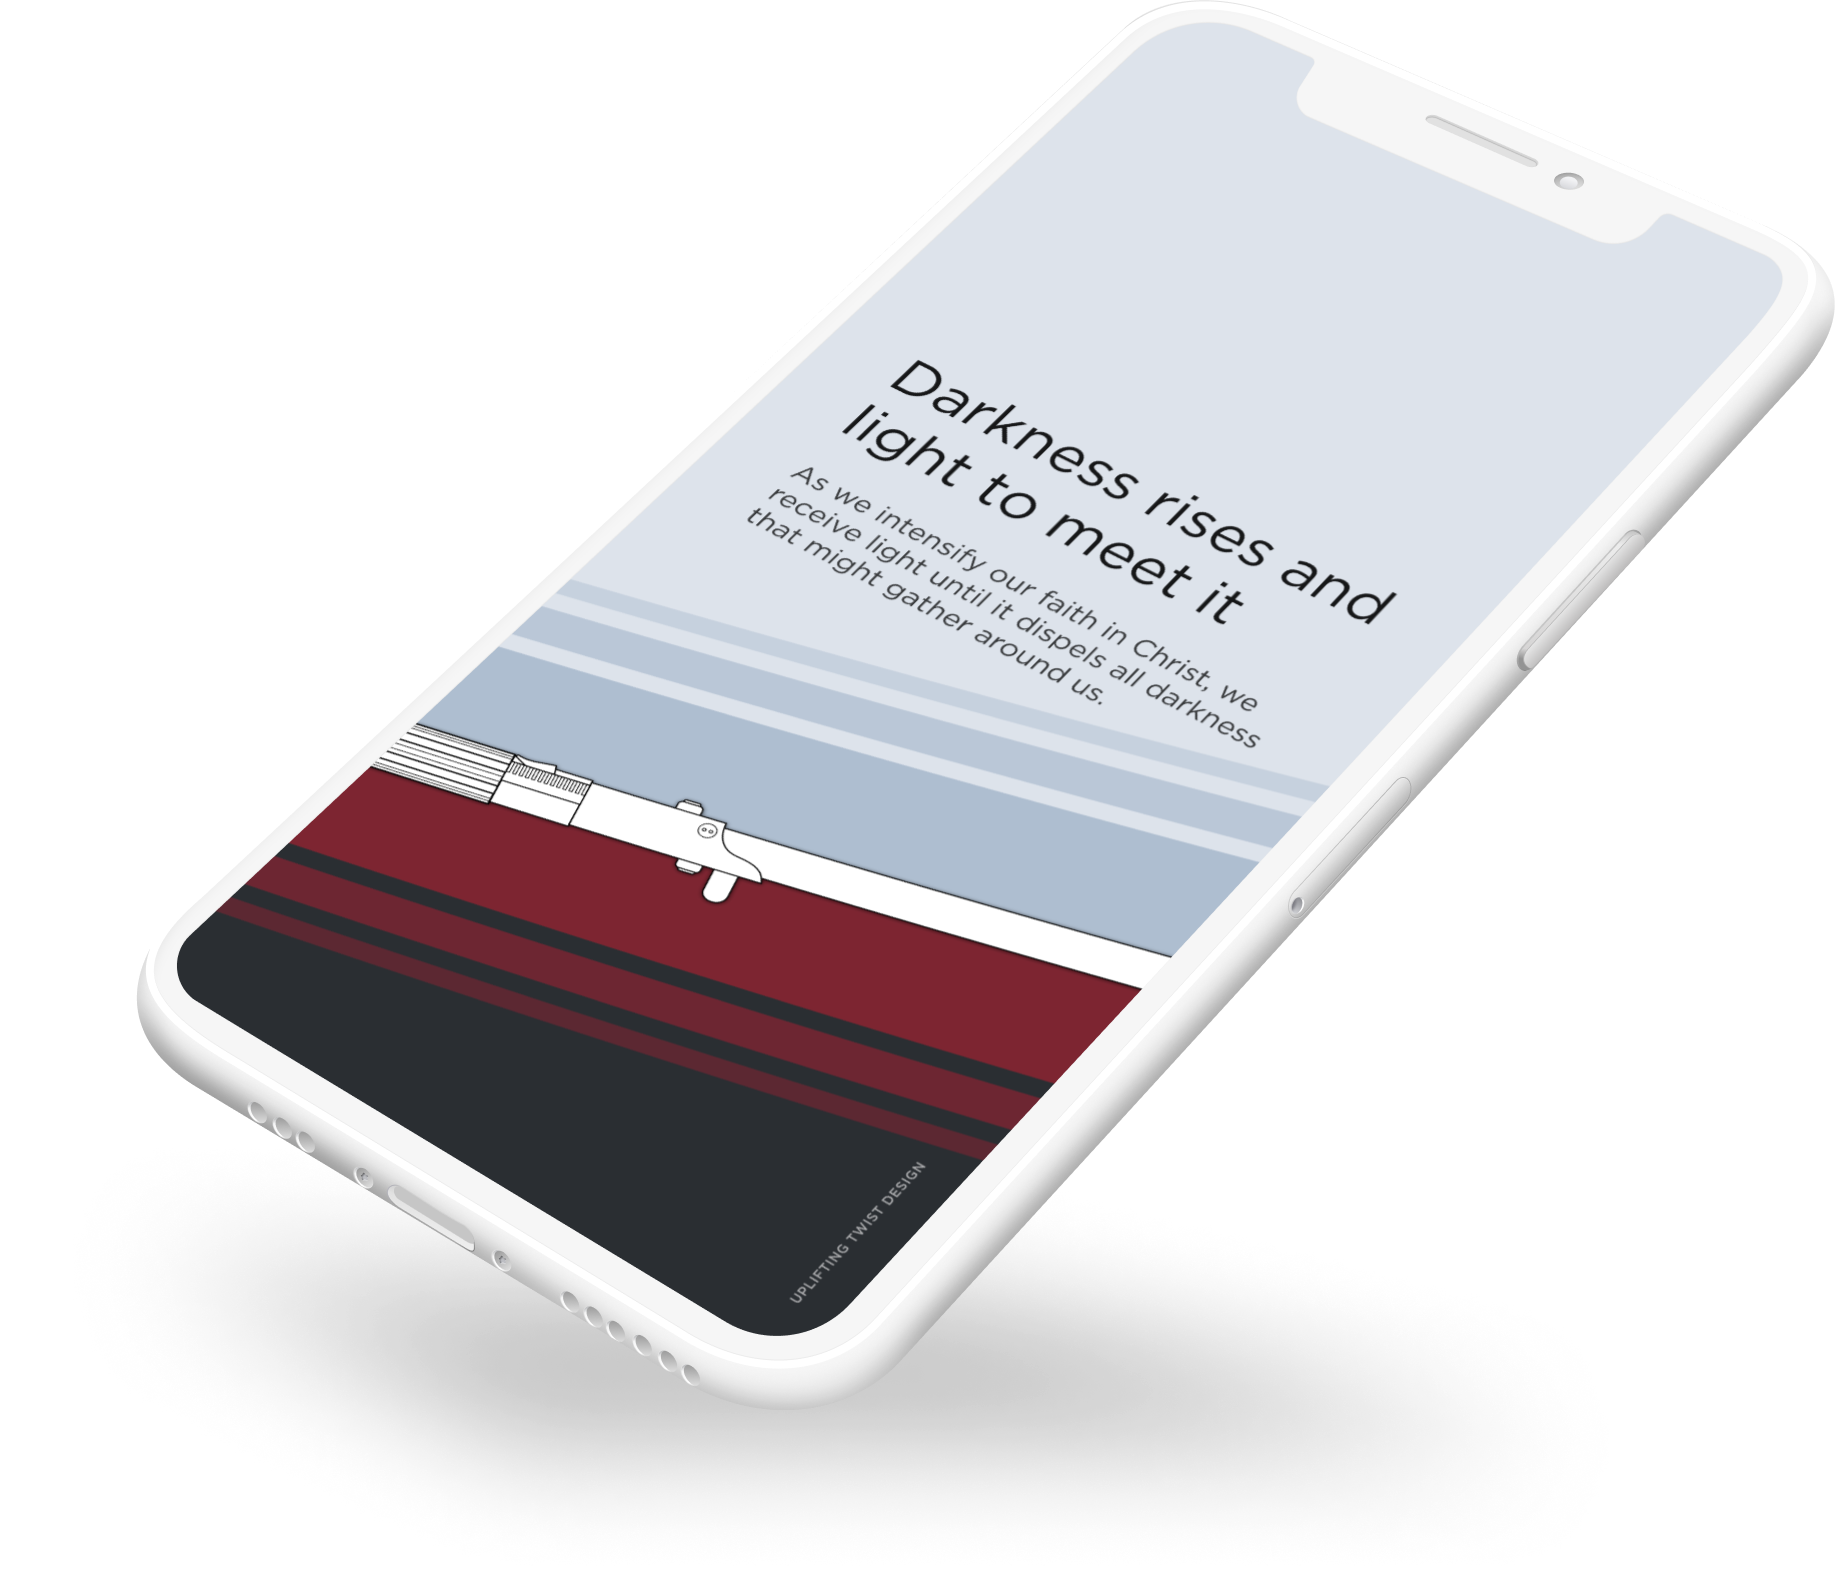 Darkness rises and
light to meet it
As we intensify our faith in Christ, we
receive light until it dispels all darkness
that might gather around us.
UPLIFTING TWIST DESIGN